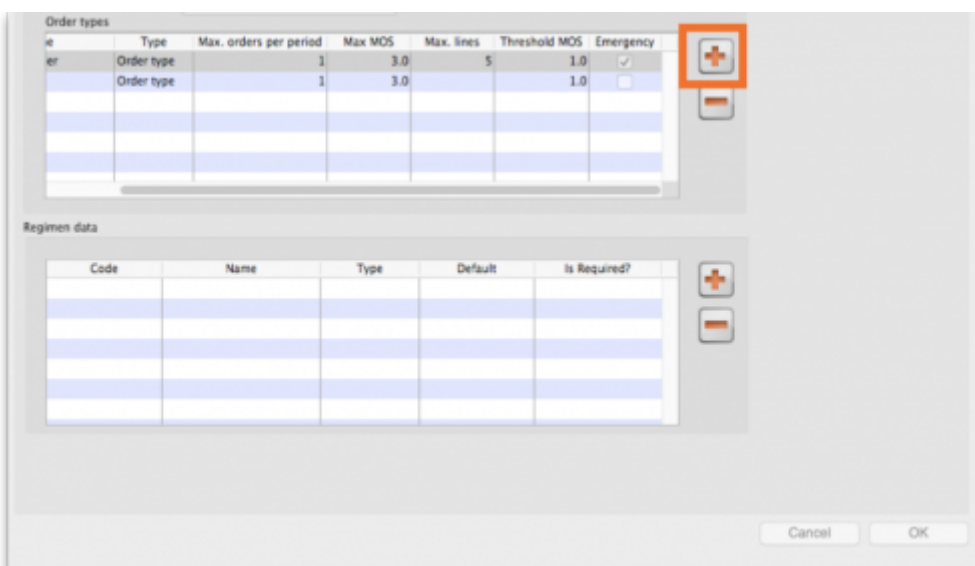 Order types
e Type Max. orders per period Max MOS Max. lines Threshold MOS Emergency
er Order type 1 3.0 5 1.0
Order type 1 3.0 1.0
Regimen data
Code Name Type Default Is Required?
Cancel OK